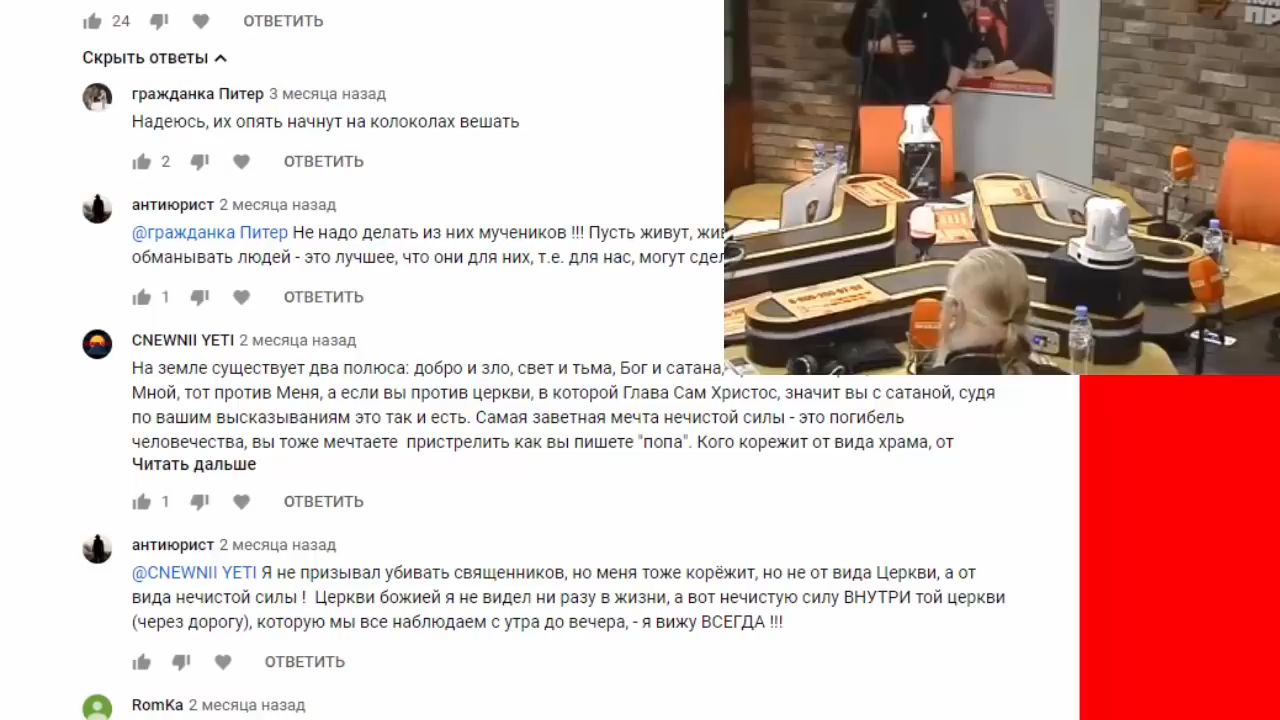 24 ОТВЕТИТЬ
Скрыть ответы
гражданка Питер 3 месяца назад
Надеюсь, их опять начнут на колоколах вешать
2 ОТВЕТИТЬ
антиюрист 2 месяца назад
@гражданка Питер Не надо делать из них мучеников !!! Пусть живут,
обманывать людей - это лучшее, что они для них, т.е. для нас, могут
1 ОТВЕТИТЬ
CNEWNII YETI 2 месяца назад
На земле существует два полюса: добро и зло, свет и тьма, Бог и сатана,
Мной, тот против Меня, а если вы против церкви, в которой Глава Сам Христос, значит вы с сатаной, судя
по вашим высказываниям это так и есть. Самая заветная мечта нечистой силы - это погибель
человечества, вы тоже мечтаете пристрелить как вы пишете "попа". Кого корежит от вида храма, от
Читать дальше
1 ОТВЕТИТЬ
антиюрист 2 месяца назад
@CNEWNII YETI Я не призывал убивать священников, но меня тоже корёжит, но не от вида Церкви, а от
вида нечистой силы ! Церкви божией я не видел ни разу в жизни, а вот нечистую силу ВНУТРИ той церкви
(через дорогу), которую мы все наблюдаем с утра до вечера, - я вижу ВСЕГДА !!!
ОТВЕТИТЬ
RomKa 2 месяца назад